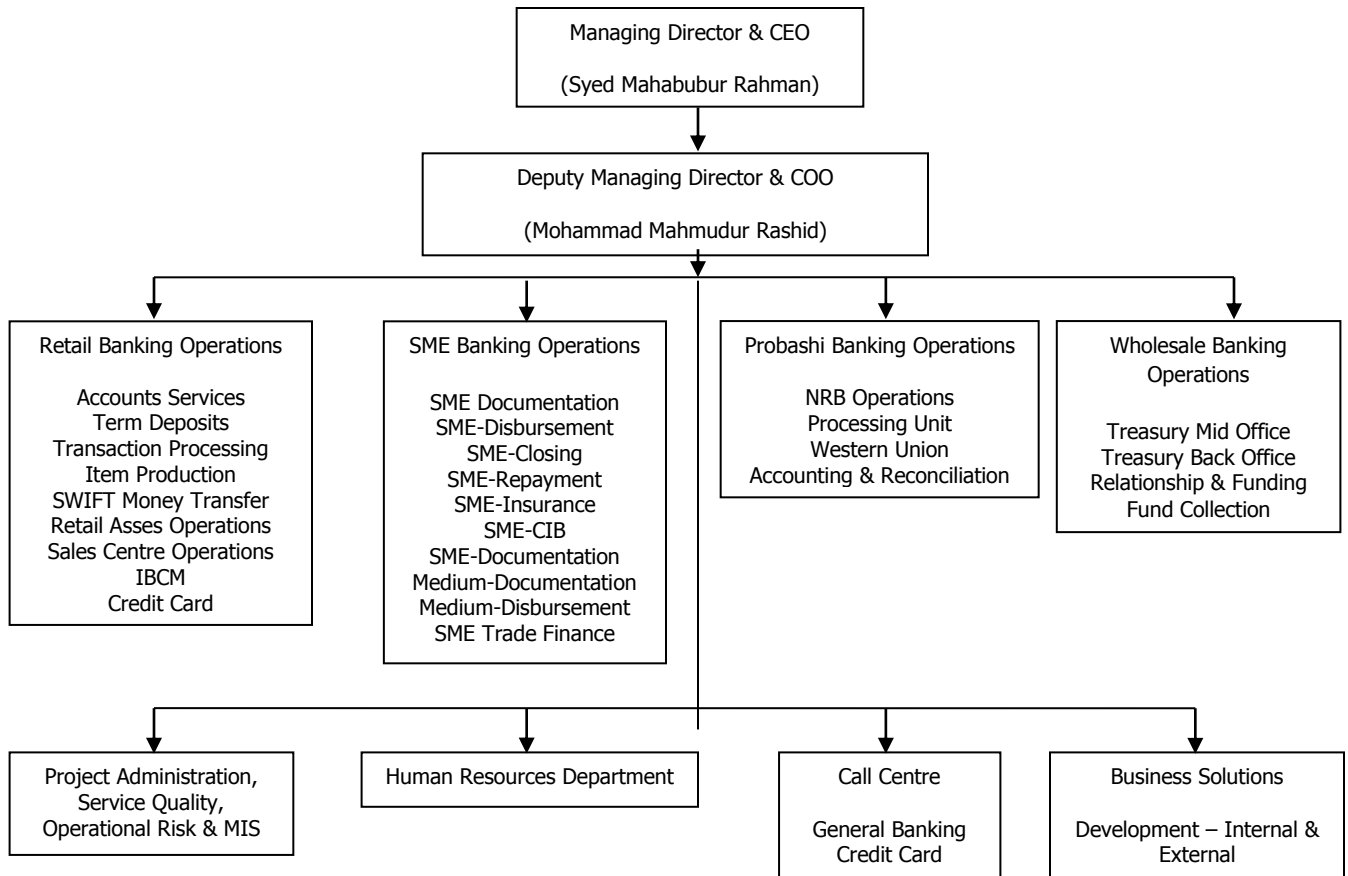 Managing Director & CEO
(Syed Mahabubur Rahman)
Deputy Managing Director & COO
(Mohammad Mahmudur Rashid)
Retail Banking Operations
Accounts Services
Term Deposits
Transaction Processing
Item Production
SWIFT Money Transfer
Retail Asses Operations
Sales Centre Operations
IBCM
Credit Card
SME Banking Operations
SME Documentation
SME-Disbursement
SME-Closing
SME-Repayment
SME-Insurance
SME-CIB
SME-Documentation
Medium-Documentation
Medium-Disbursement
SME Trade Finance
Probashi Banking Operations
NRB Operations
Processing Unit
Western Union
Accounting & Reconciliation
Wholesale Banking
Operations
Treasury Mid Office
Treasury Back Office
Relationship & Funding
Fund Collection
Project Administration,
Service Quality,
Operational Risk & MIS
Human Resources Department
Call Centre
General Banking
Credit Card
Business Solutions
Development – Internal &
External